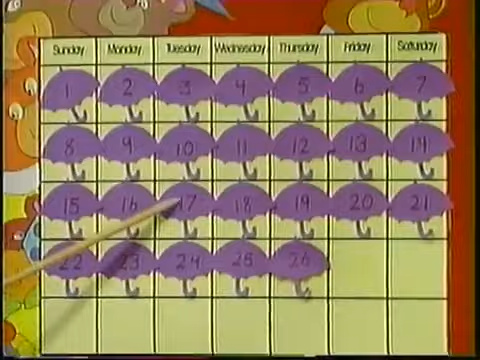 Sunday Monday Tuesday Wednesday Thursday Friday Saturday
1 2 3 4 5 6 7
8 9 10 11 12 13 14
15 16 17 18 19 20 21
22 23 24 25 26